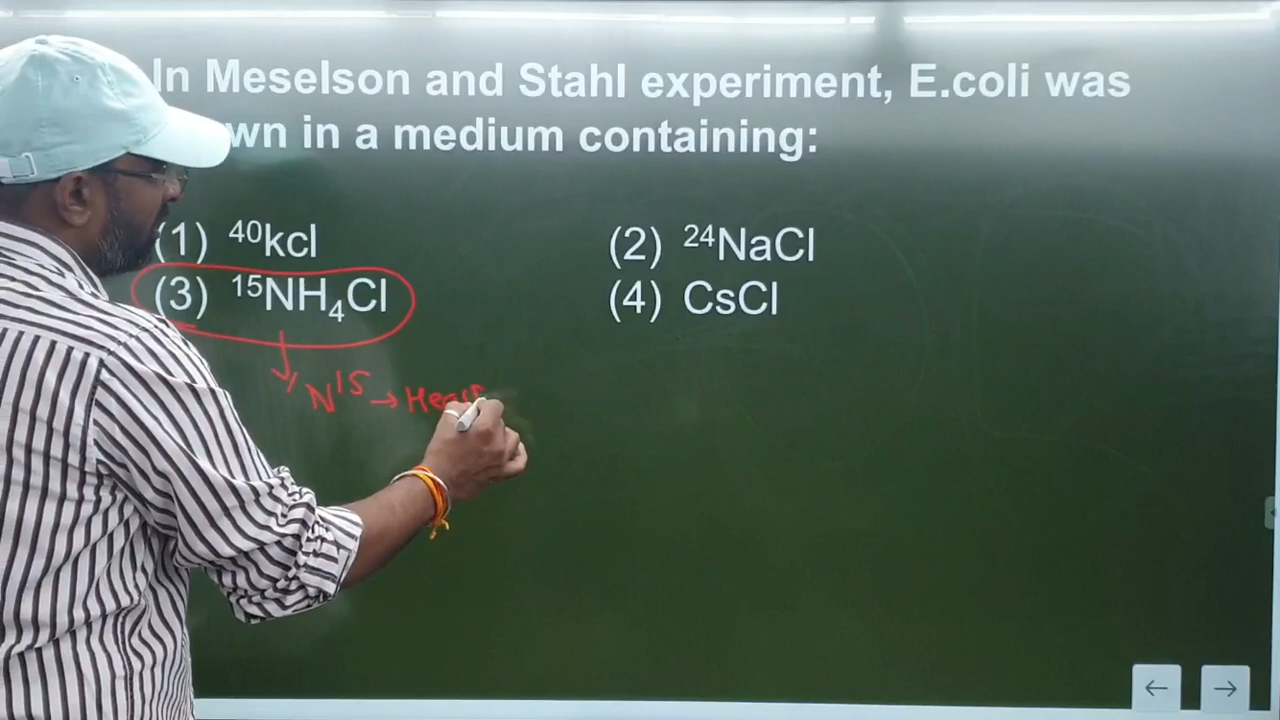 In Meselson and Stahl experiment, E.coli was
wn in a medium containing:
(1) ⁴⁰kcl
(2) ²⁴NaCl
(3) ¹⁵NH₄Cl
(4) CsCl
N¹⁵ →
← →